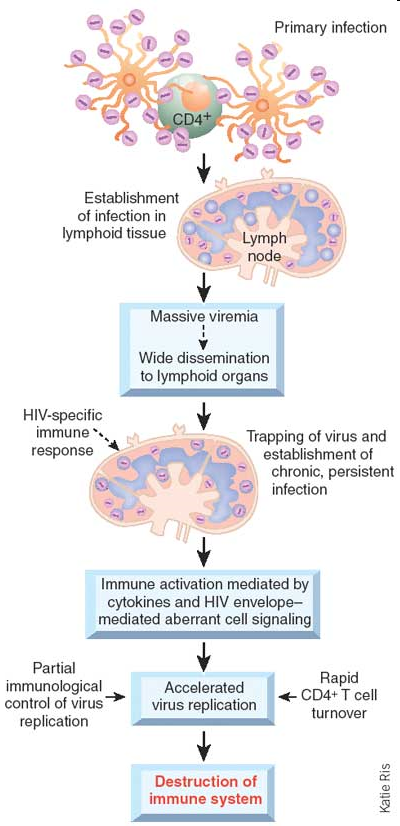 Primary infection
CD4+
Establishment
of infection in
lymphoid tissue
Lymph
node
Massive viremia
Wide dissemination
to lymphoid organs
HIV-specific
immune
response
Trapping of virus and
establishment of
chronic, persistent
infection
Immune activation mediated by
cytokines and HIV envelope–
mediated aberrant cell signaling
Partial
immunological
control of virus
replication
Accelerated
virus replication
Rapid
CD4+ T cell
turnover
Destruction of
immune system
Katie Ris